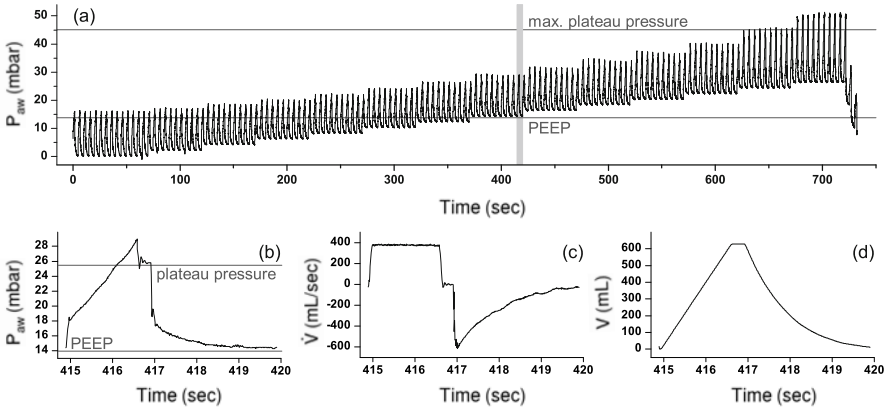 (a)
max. plateau pressure
PEEP
50
40
30
20
10
0
P_aw (mbar)
0 100 200 300 400 500 600 700
Time (sec)
(b)
plateau pressure
PEEP
28
26
24
22
20
18
16
14
P_aw (mbar)
415 416 417 418 419 420
Time (sec)
(c)
400
200
0
-200
-400
-600
V̇ (mL/sec)
415 416 417 418 419 420
Time (sec)
(d)
600
500
400
300
200
100
0
V (mL)
415 416 417 418 419 420
Time (sec)